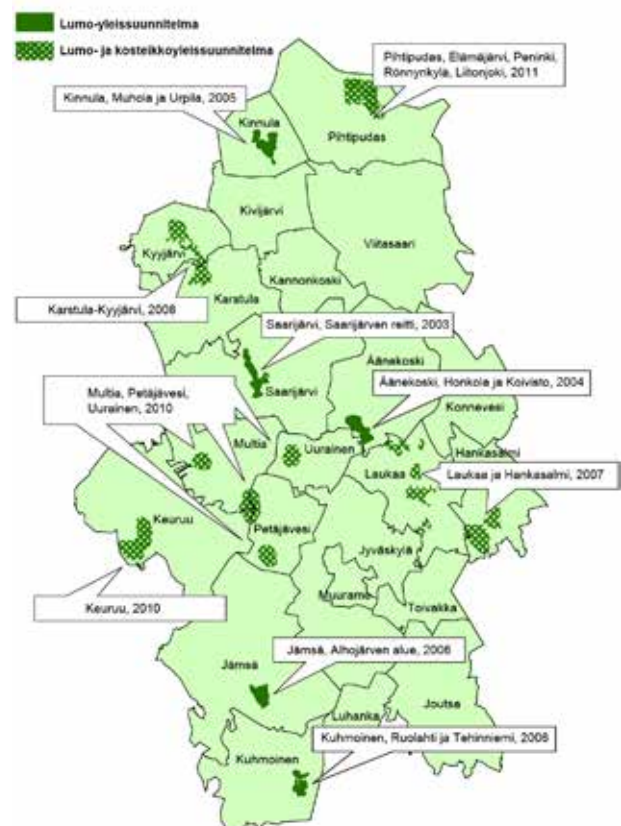 Lumo-yleissuunnitelma
Lumo- ja kosteikkoyleissuunnitelma
Pihtipudas, Elämäjärvi, Peninki,
Rönnynkylä, Liitonjoki, 2011
Kinnula, Muhola ja Urpila, 2005
Kinnula
Pihtipudas
Kivijärvi
Viitasaari
Kyyjärvi
Kannonkoski
Karstula
Karstula-Kyyjärvi, 2008
Saarijärvi, Saarijärven reitti, 2003
Äänekoski
Saarijärvi
Äänekoski, Honkola ja Koivisto, 2004
Konnevesi
Multia, Petäjävesi,
Uurainen, 2010
Multia
Uurainen
Hankasalmi
Laukaa
Laukaa ja Hankasalmi, 2007
Keuruu
Petäjävesi
Jyväskylä
Muurame
Toivakka
Keuruu, 2010
Jämsä, Alhojärven alue, 2006
Jämsä
Joutsa
Luhanka
Kuhmoinen, Ruolahti ja Tehinniemi, 2006
Kuhmoinen